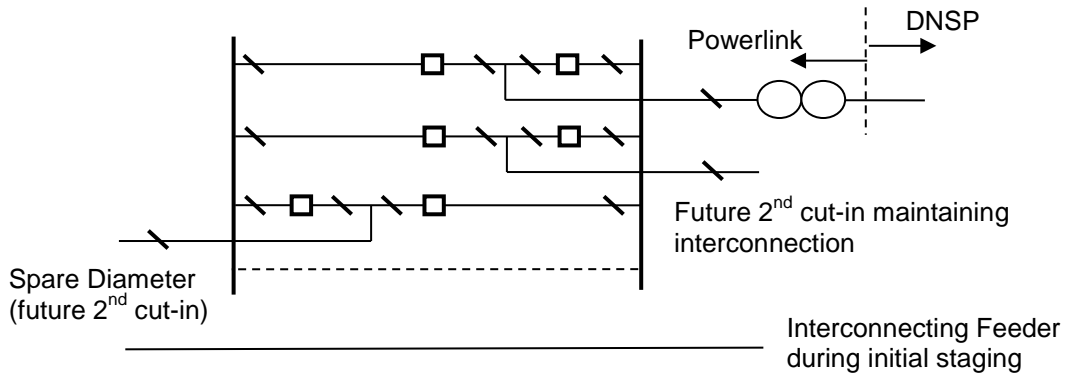 DNSP
Powerlink
Future 2nd cut-in maintaining
interconnection
Spare Diameter
(future 2nd cut-in)
Interconnecting Feeder
during initial staging